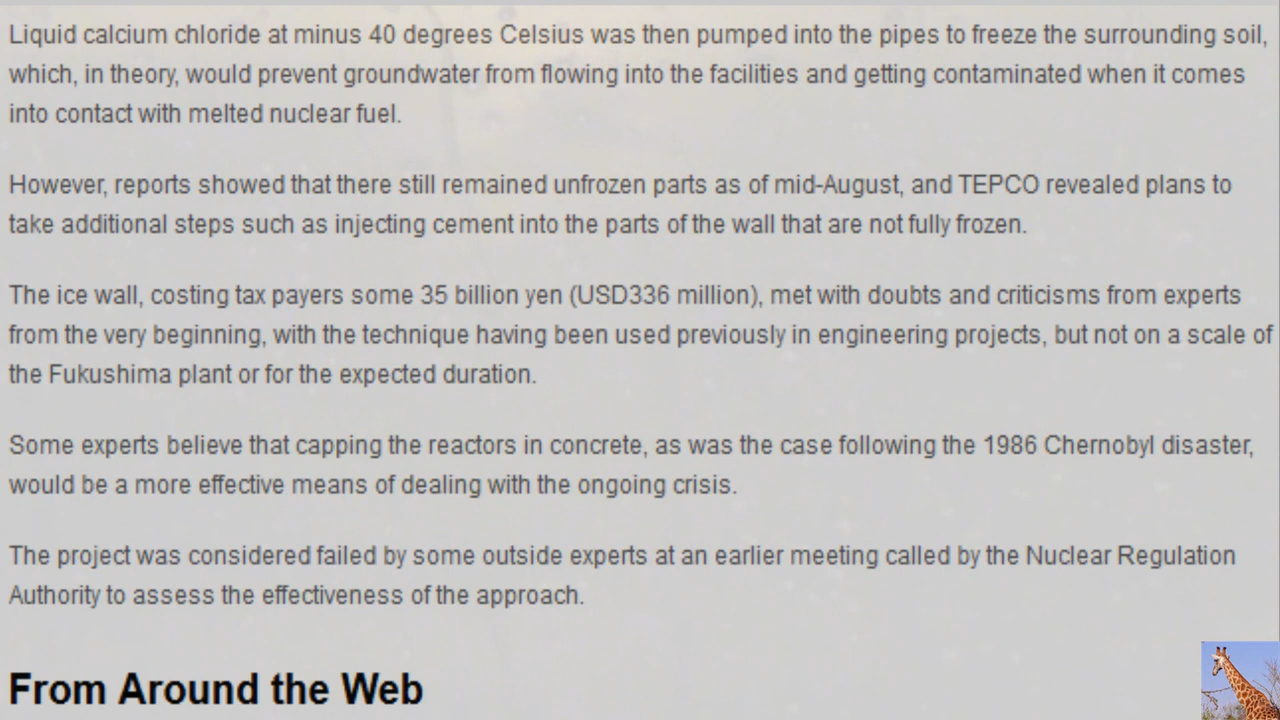 Liquid calcium chloride at minus 40 degrees Celsius was then pumped into the pipes to freeze the surrounding soil,
which, in theory, would prevent groundwater from flowing into the facilities and getting contaminated when it comes
into contact with melted nuclear fuel.
However, reports showed that there still remained unfrozen parts as of mid-August, and TEPCO revealed plans to
take additional steps such as injecting cement into the parts of the wall that are not fully frozen.
The ice wall, costing tax payers some 35 billion yen (USD336 million), met with doubts and criticisms from experts
from the very beginning, with the technique having been used previously in engineering projects, but not on a scale of
the Fukushima plant or for the expected duration.
Some experts believe that capping the reactors in concrete, as was the case following the 1986 Chernobyl disaster,
would be a more effective means of dealing with the ongoing crisis.
The project was considered failed by some outside experts at an earlier meeting called by the Nuclear Regulation
Authority to assess the effectiveness of the approach.
From Around the Web